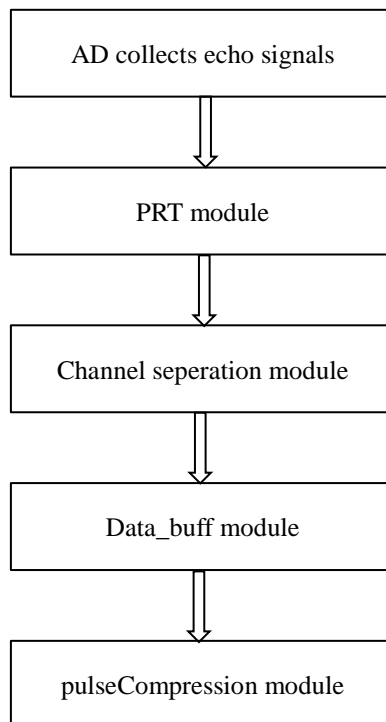 AD collects echo signals
PRT module
Channel seperation module
Data_buff module
pulseCompression module